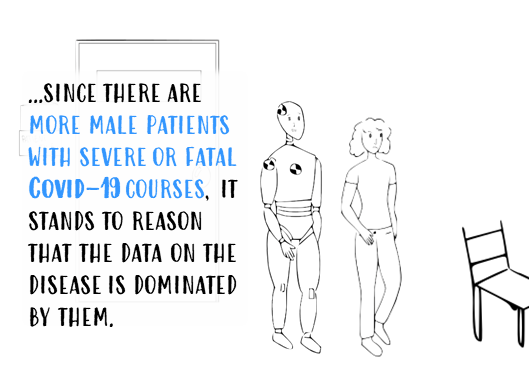 ...SINCE THERE ARE
MORE MALE PATIENTS
WITH SEVERE OR FATAL
COVID-19 COURSES, IT
STANDS TO REASON
THAT THE DATA ON THE
DISEASE IS DOMINATED
BY THEM.